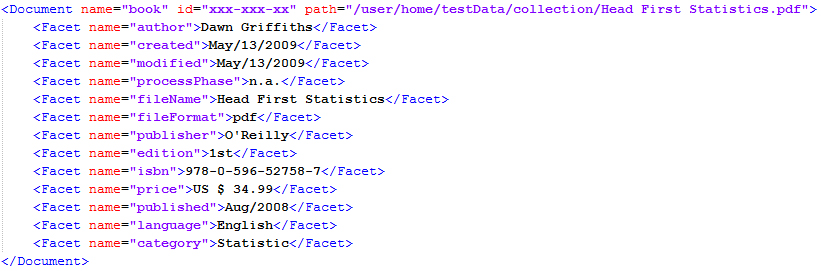 <Document name="book" id="xxx-xxx-xx" path="/user/home/testData/collection/Head First Statistics.pdf">
<Facet name="author">Dawn Griffiths</Facet>
<Facet name="created">May/13/2009</Facet>
<Facet name="modified">May/13/2009</Facet>
<Facet name="processPhase">n.a.</Facet>
<Facet name="fileName">Head First Statistics</Facet>
<Facet name="fileFormat">pdf</Facet>
<Facet name="publisher">O'Reilly</Facet>
<Facet name="edition">1st</Facet>
<Facet name="isbn">978-0-596-52758-7</Facet>
<Facet name="price">US $ 34.99</Facet>
<Facet name="published">Aug/2008</Facet>
<Facet name="language">English</Facet>
<Facet name="category">Statistic</Facet>
</Document>